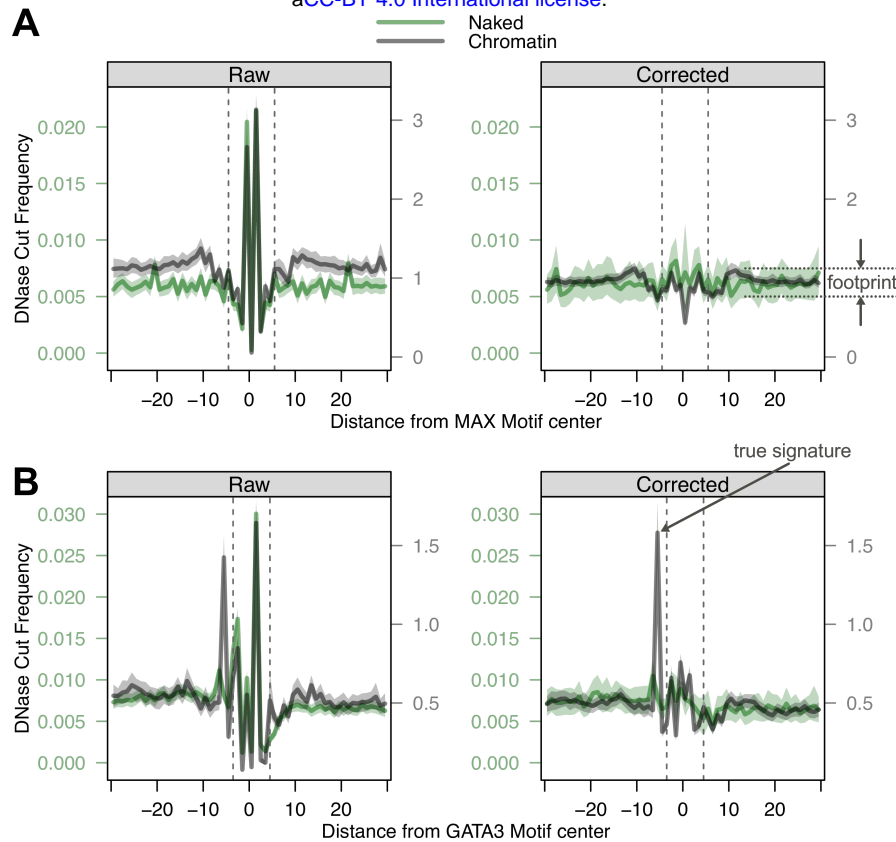 aCC-BY 4.0 International license.
A
Naked
Chromatin
Raw
Corrected
DNase Cut Frequency
0.020
0.015
0.010
0.005
0.000
3
2
1
0
0.020
0.015
0.010
0.005
0.000
3
2
1
0
footprint
−20 −10 0 10 20
−20 −10 0 10 20
Distance from MAX Motif center
true signature
B
Raw
Corrected
DNase Cut Frequency
0.030
0.025
0.020
0.015
0.010
0.005
0.000
1.5
1.0
0.5
0.030
0.025
0.020
0.015
0.010
0.005
0.000
1.5
1.0
0.5
−20 −10 0 10 20
−20 −10 0 10 20
Distance from GATA3 Motif center